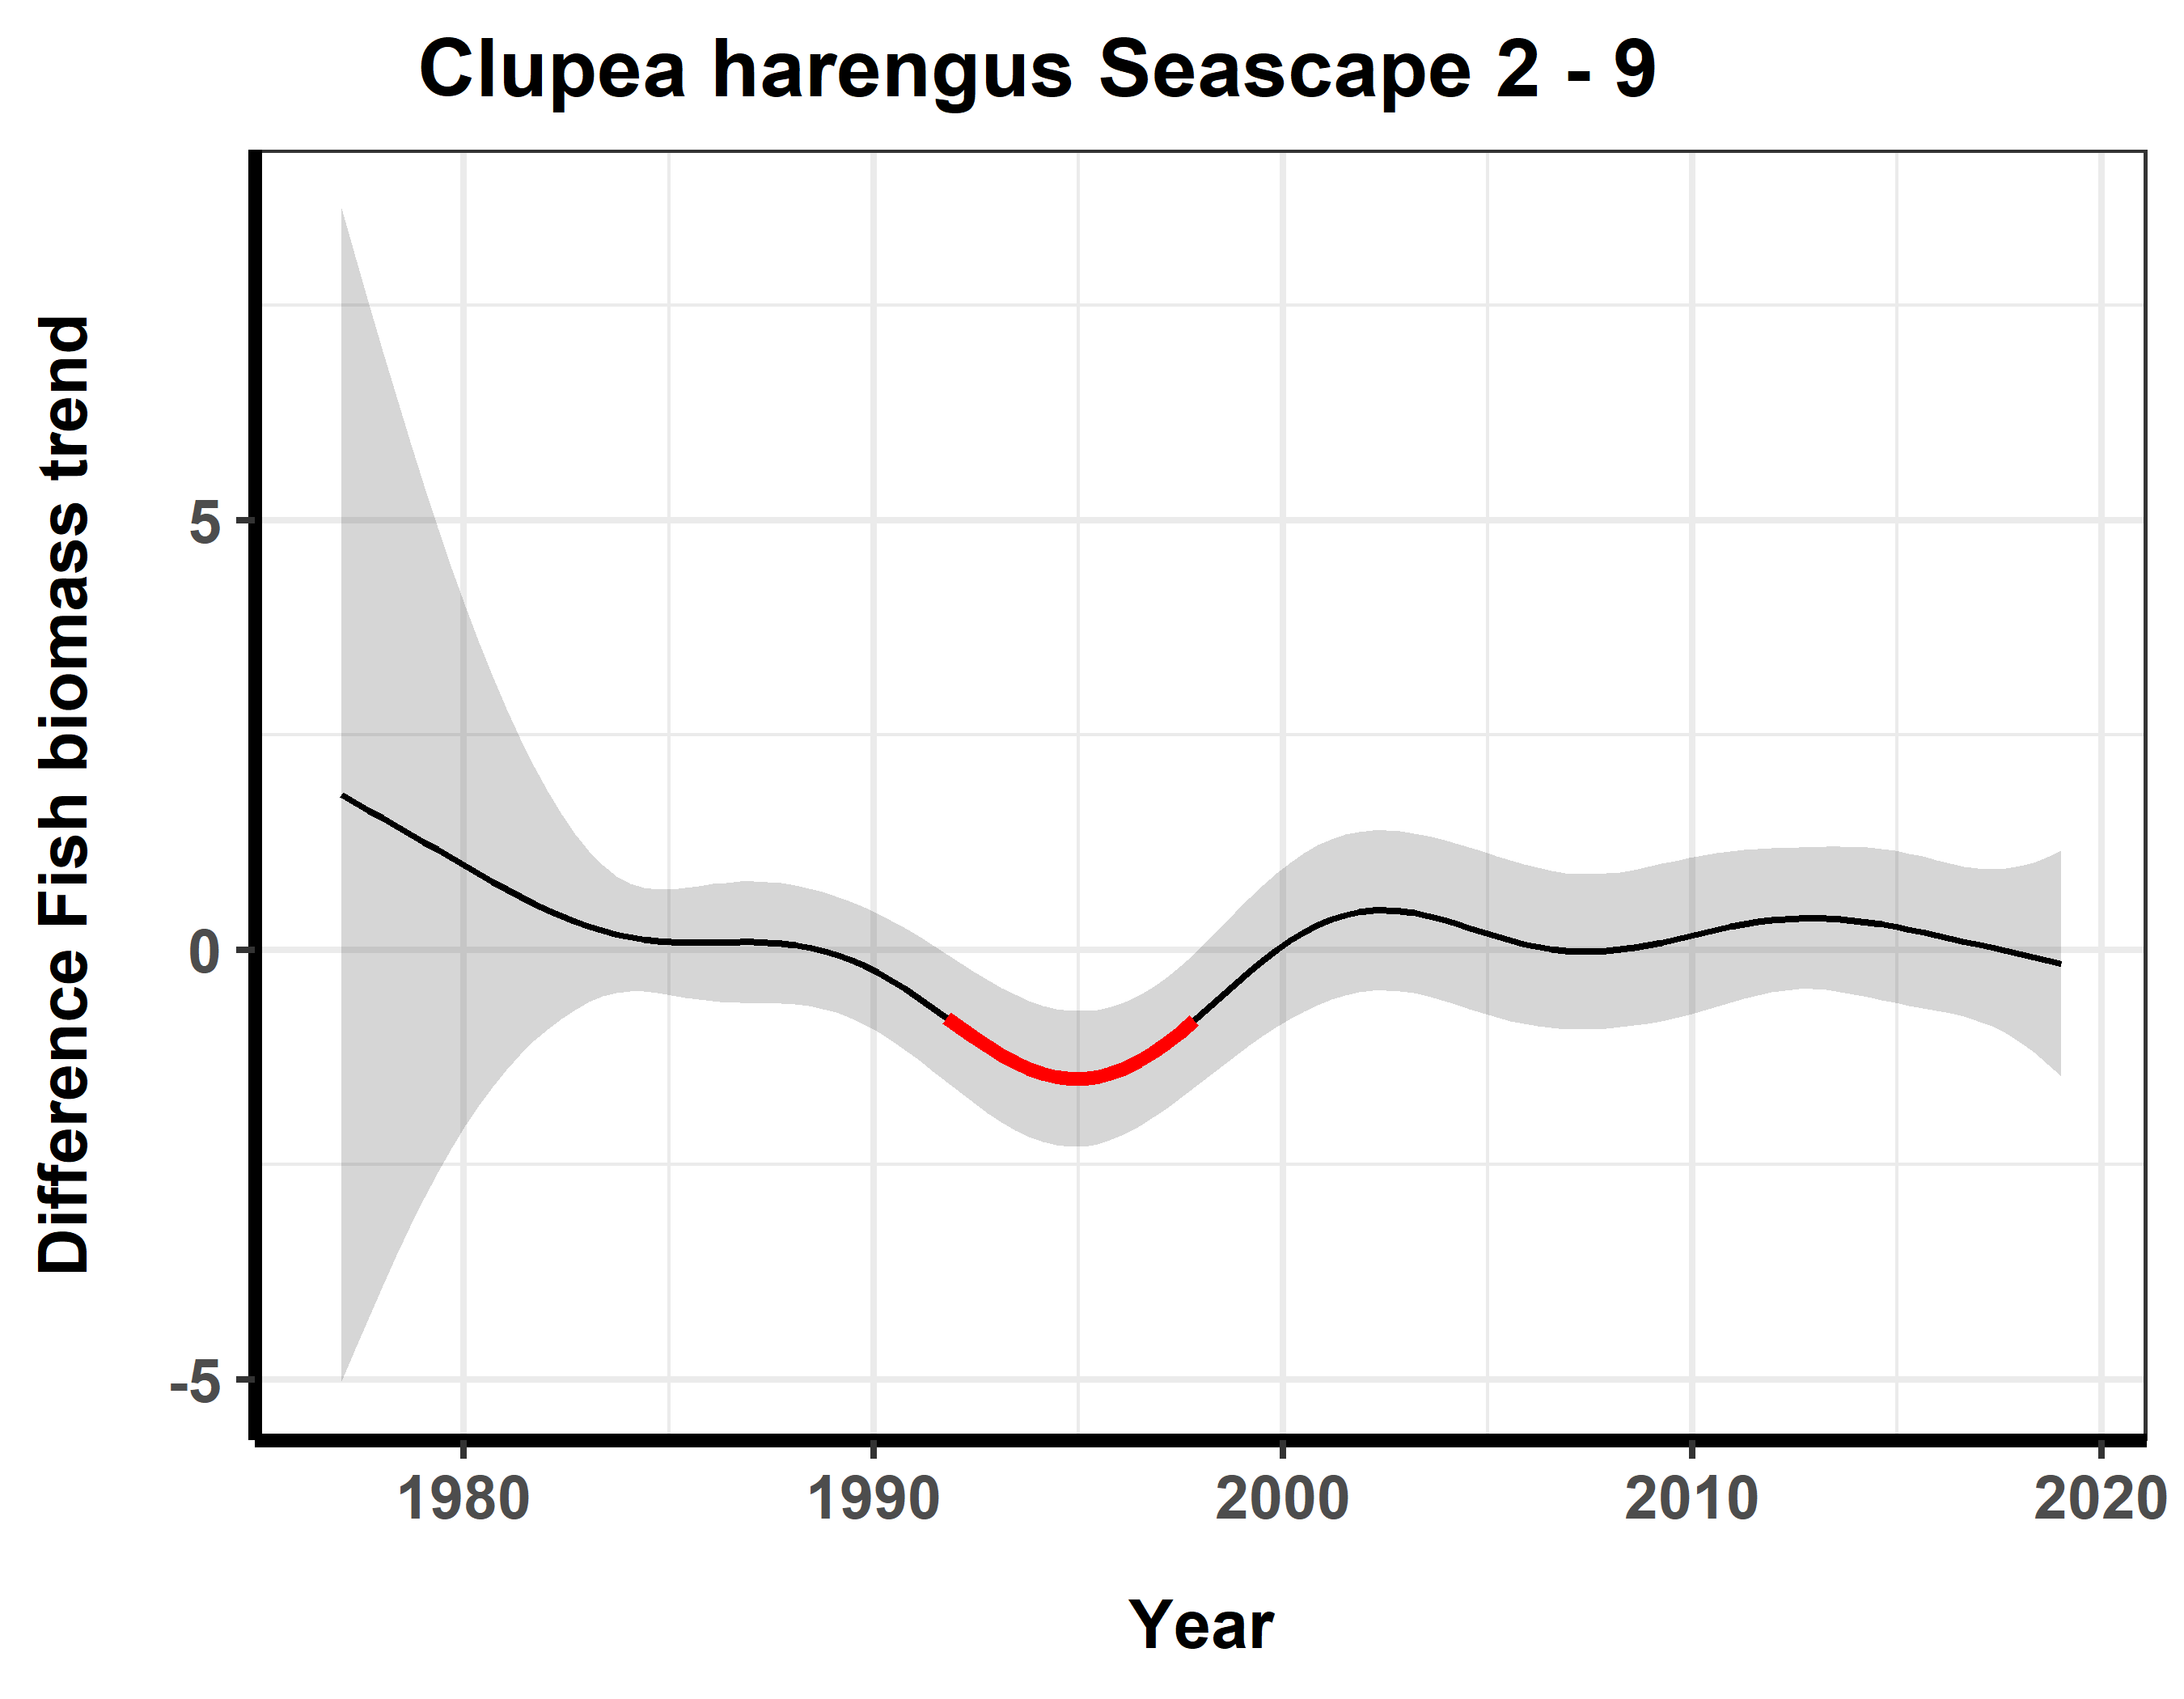 Clupea harengus Seascape 2 - 9
Difference Fish biomass trend
5
0
-5
1980 1990 2000 2010 2020
Year